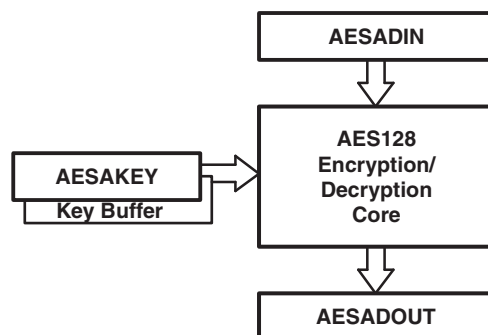 AESADIN
AES128
Encryption/
Decryption
Core
AESAKEY
Key Buffer
AESADOUT